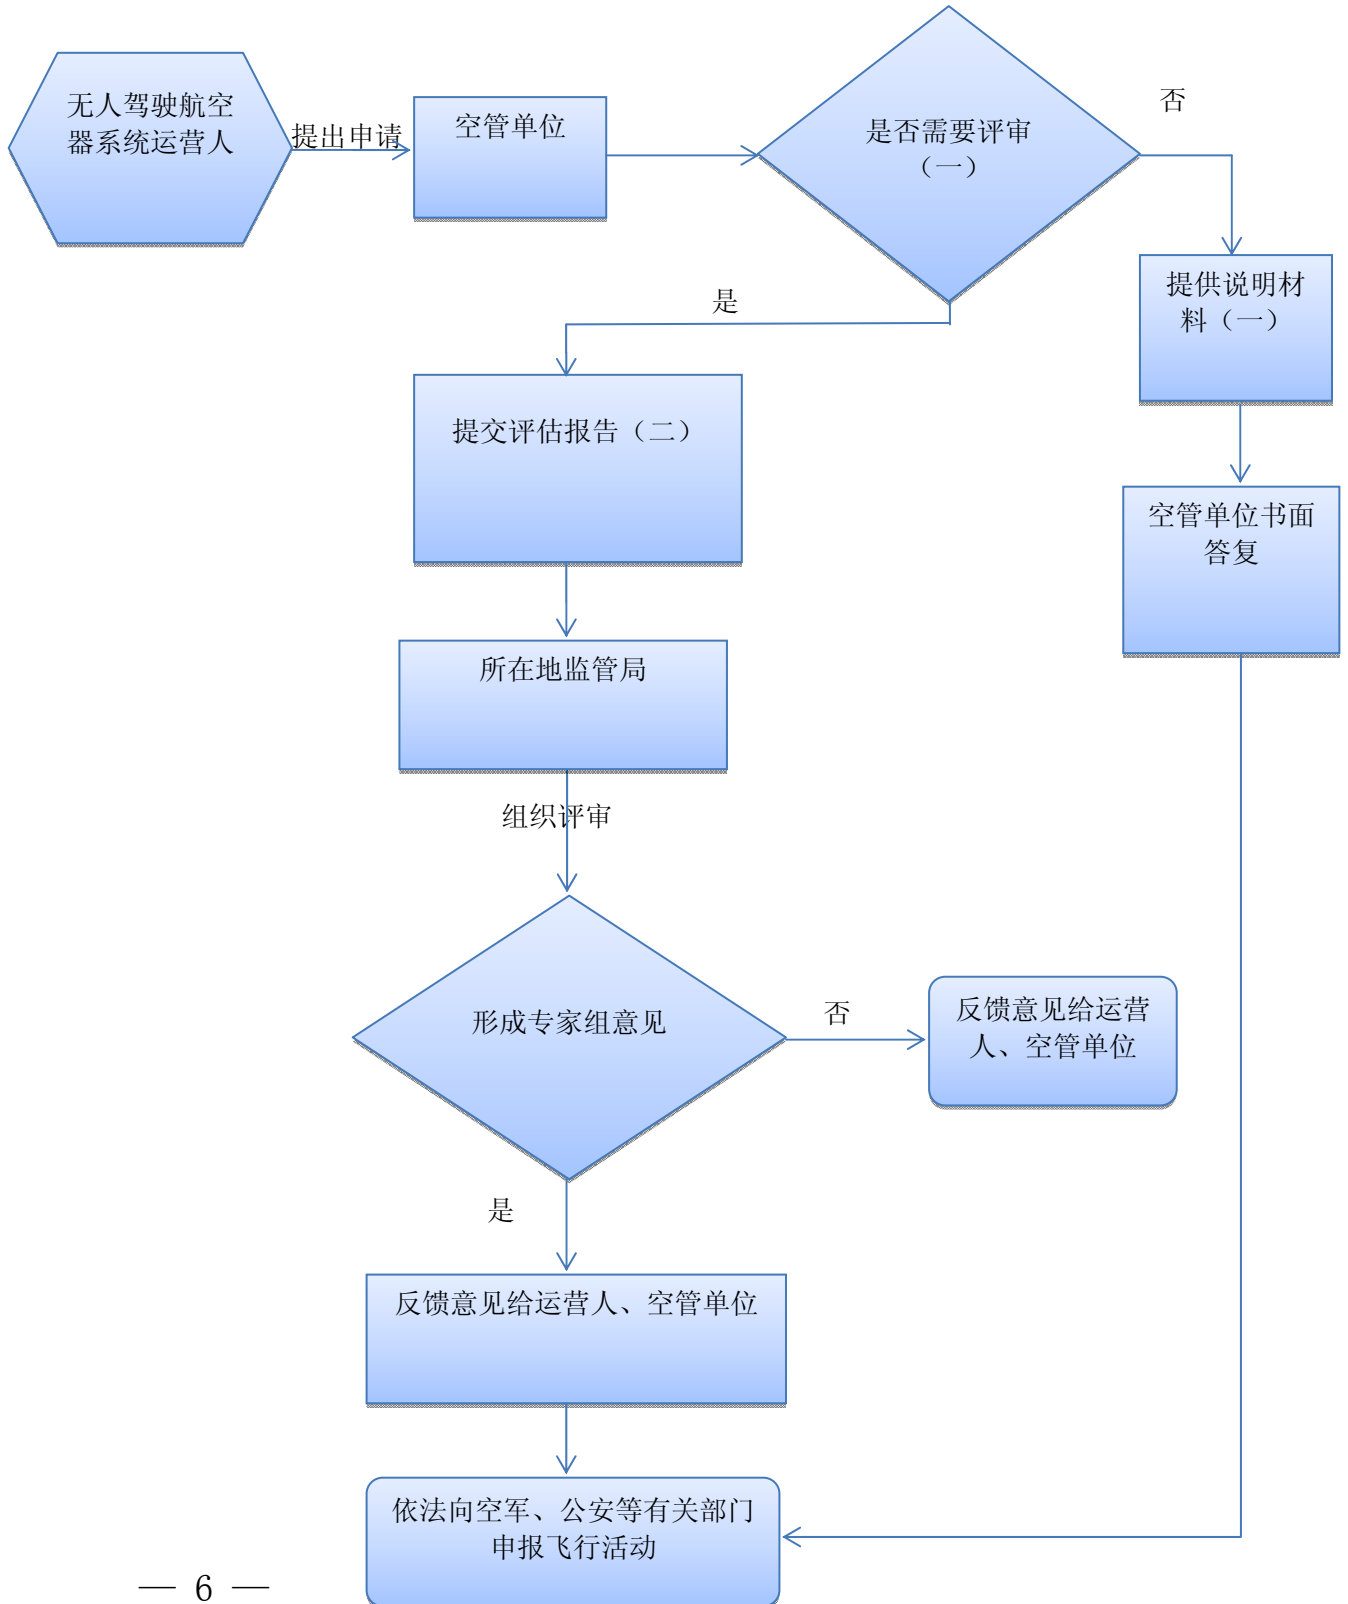 无人驾驶航空
器系统运营人
提出申请
空管单位
是否需要评审
（一）
否
是
提供说明材
料（一）
提交评估报告（二）
空管单位书面
答复
所在地监管局
组织评审
形成专家组意见
否
反馈意见给运营
人、空管单位
是
反馈意见给运营人、空管单位
依法向空军、公安等有关部门
申报飞行活动
— 6 —